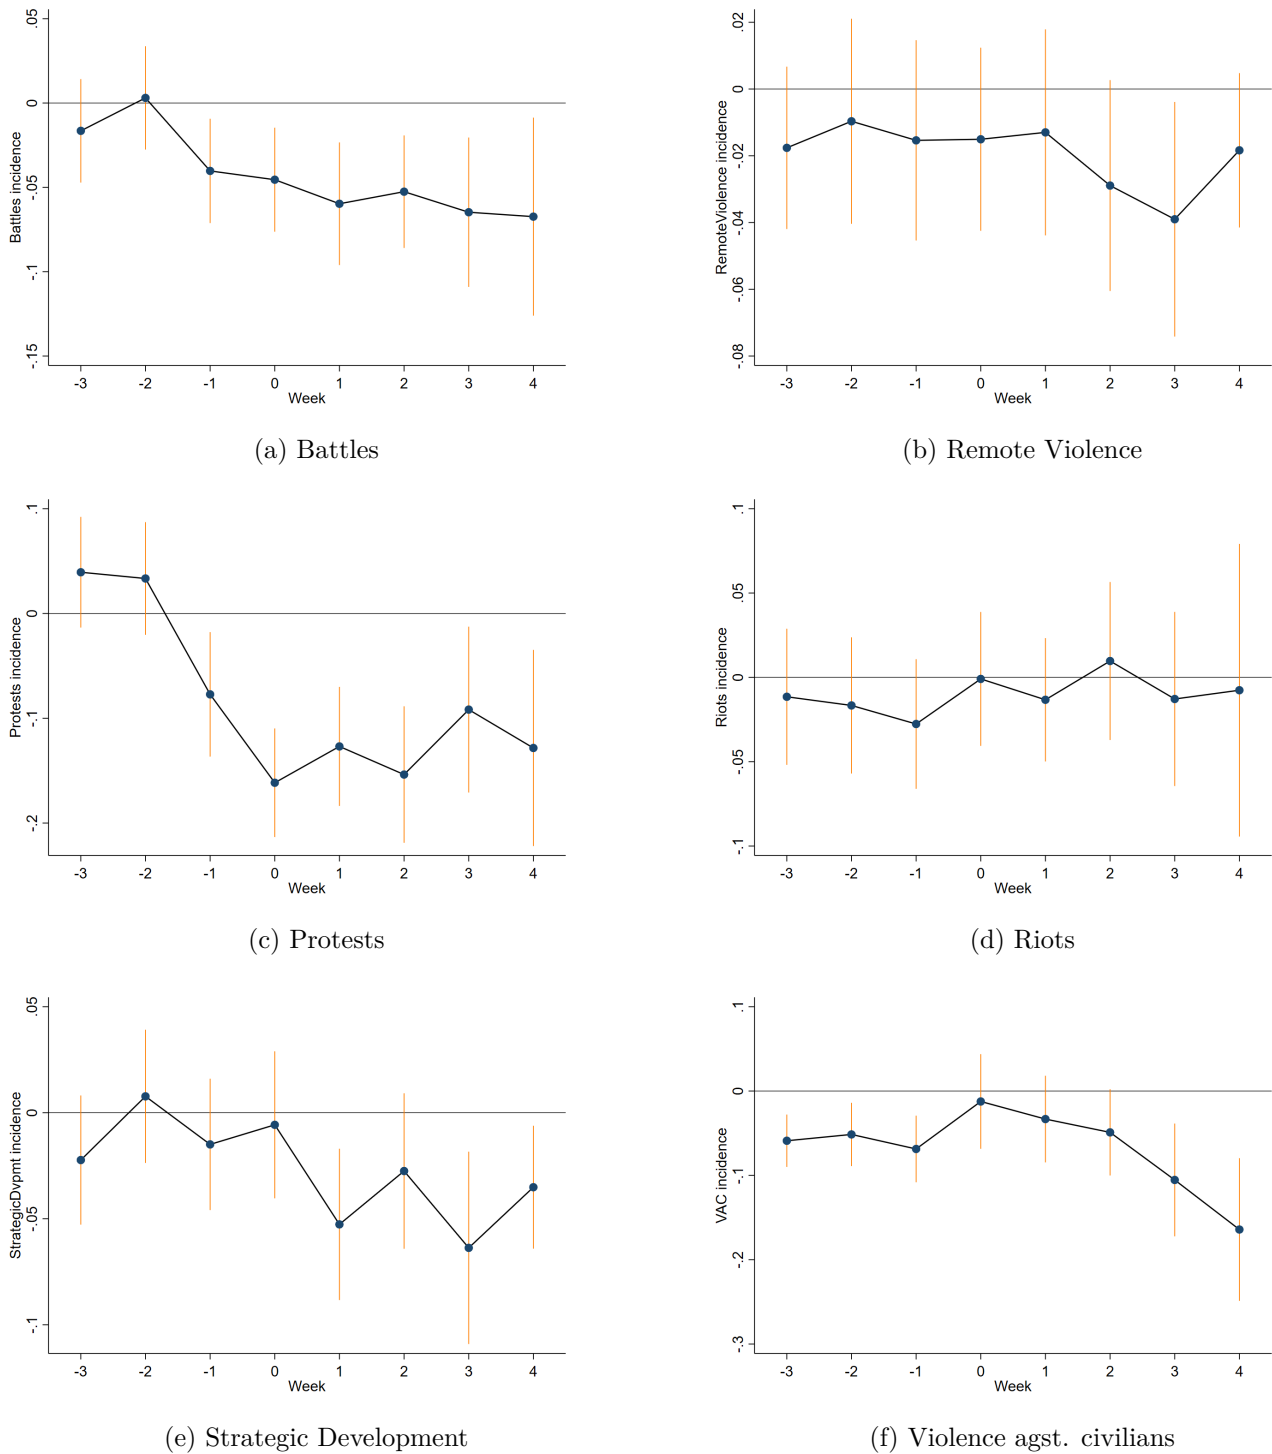 .05
0
-.05
-.1
-.15
Battles incidence
-3 -2 -1 0 1 2 3 4
Week
(a) Battles
.02
0
-.02
-.04
-.06
-.08
RemoteViolence incidence
-3 -2 -1 0 1 2 3 4
Week
(b) Remote Violence
.1
0
-.1
-.2
Protests incidence
-3 -2 -1 0 1 2 3 4
Week
(c) Protests
.1
.05
0
-.05
-.1
Riots incidence
-3 -2 -1 0 1 2 3 4
Week
(d) Riots
.05
0
-.05
-.1
StrategicDvpmt incidence
-3 -2 -1 0 1 2 3 4
Week
(e) Strategic Development
.1
0
-.1
-.2
-.3
VAC incidence
-3 -2 -1 0 1 2 3 4
Week
(f) Violence agst. civilians